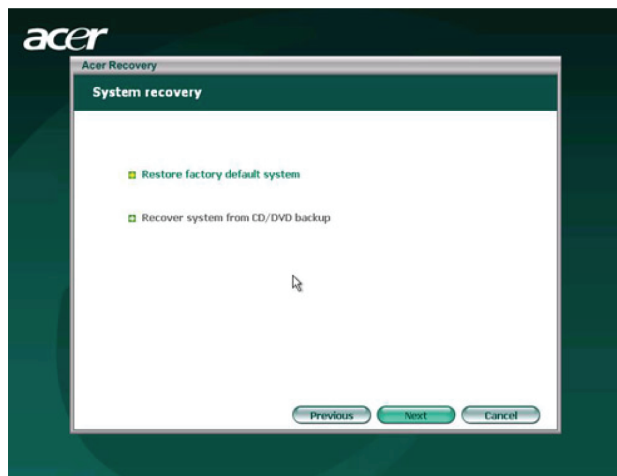 acer
Acer Recovery
System recovery
Restore factory default system
Recover system from CD/DVD backup
Previous Next Cancel